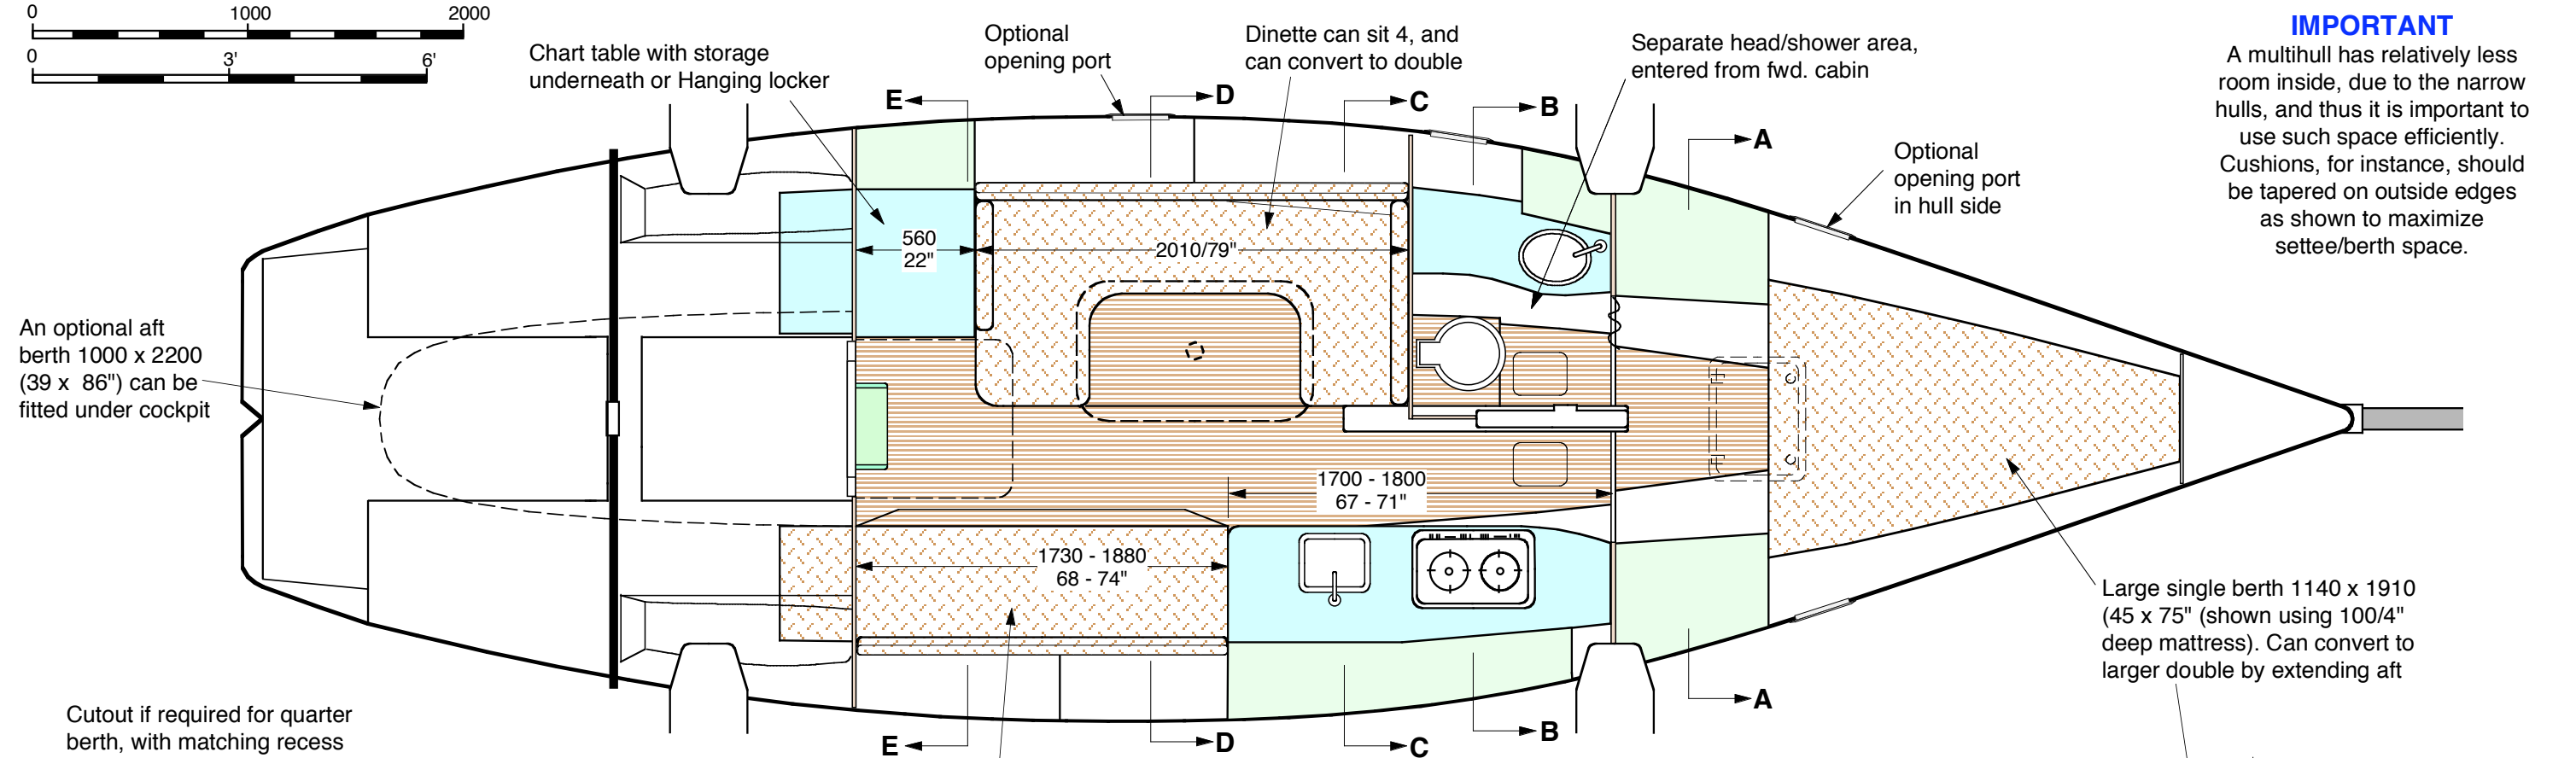 0 1000 2000
0 3' 6'
Chart table with storage
underneath or Hanging locker
Optional
opening port
Dinette can sit 4, and
can convert to double
Separate head/shower area,
entered from fwd. cabin
IMPORTANT
A multihull has relatively less
room inside, due to the narrow
hulls, and thus it is important to
use such space efficiently.
Cushions, for instance, should
be tapered on outside edges
as shown to maximize
settee/berth space.
E
D
C
B
A
Optional
opening port
in hull side
560
22"
2010/79"
An optional aft
berth 1000 x 2200
(39 x 86") can be
fitted under cockpit
1700 - 1800
67 - 71"
1730 - 1880
68 - 74"
Large single berth 1140 x 1910
(45 x 75" (shown using 100/4"
deep mattress). Can convert to
larger double by extending aft
Cutout if required for quarter
berth, with matching recess
E
D
C
B
A